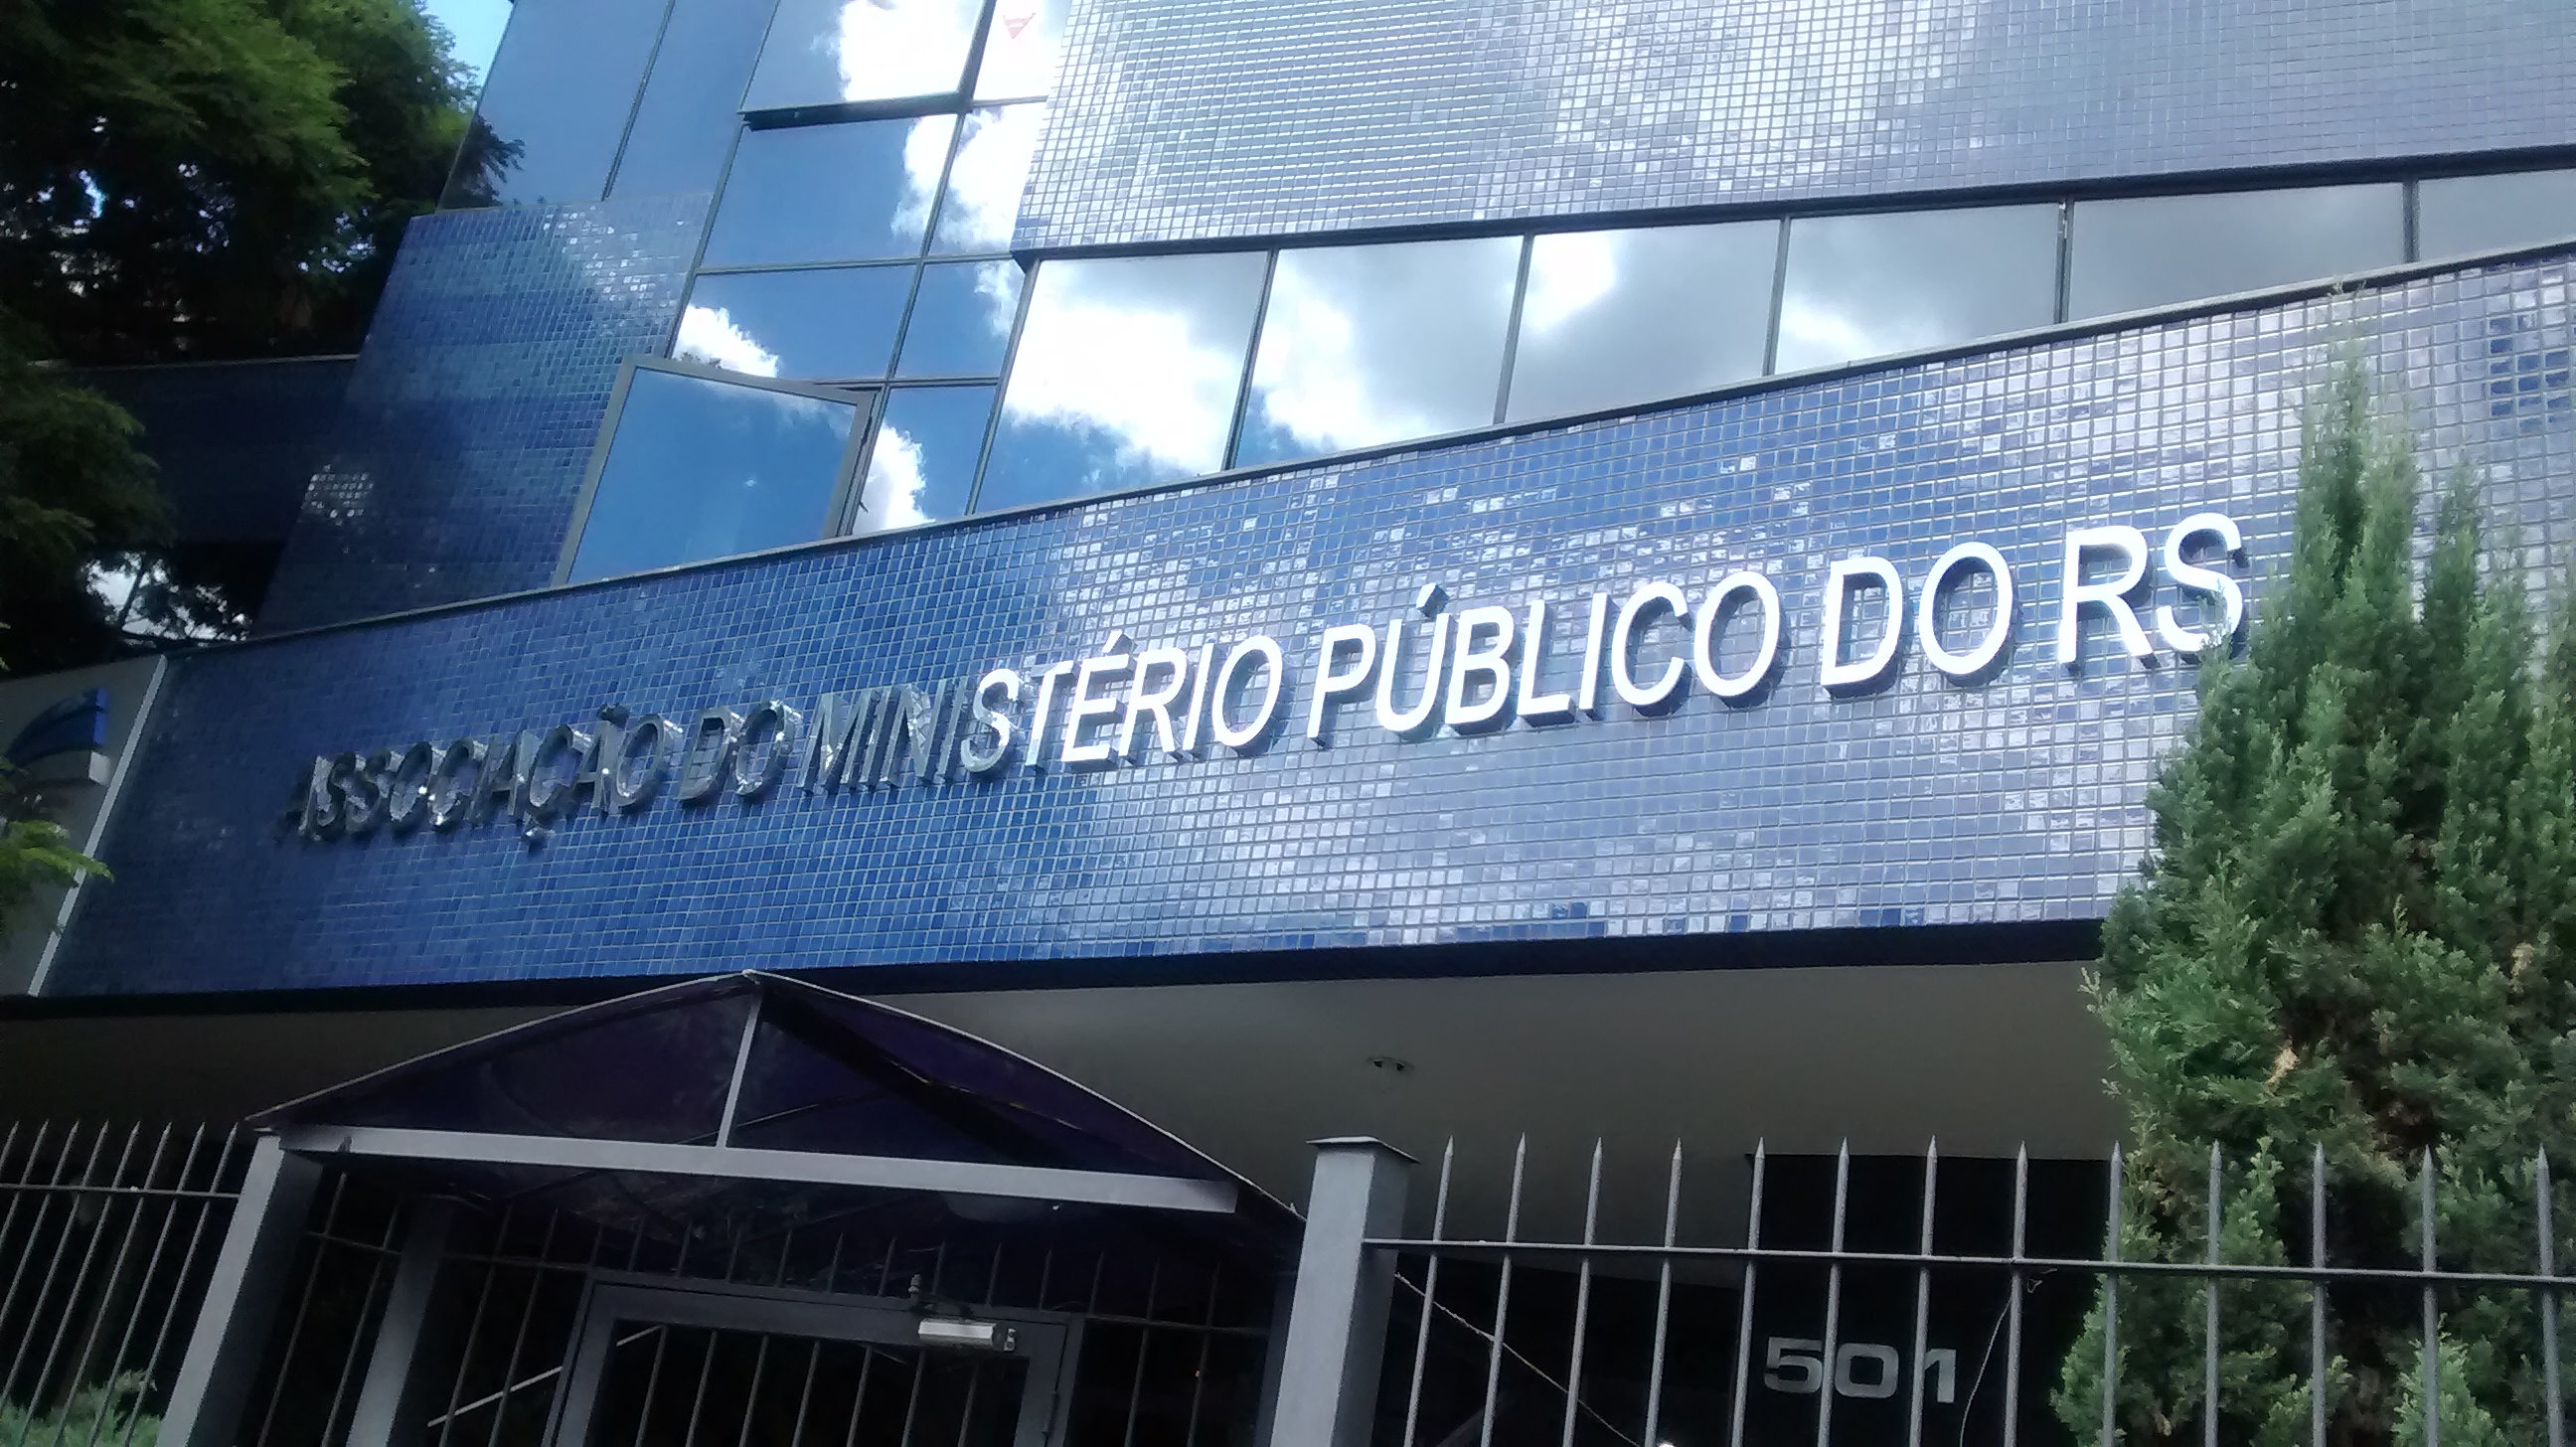 ASSOCIAÇÃO DO MINISTÉRIO PÚBLICO DO RS
501